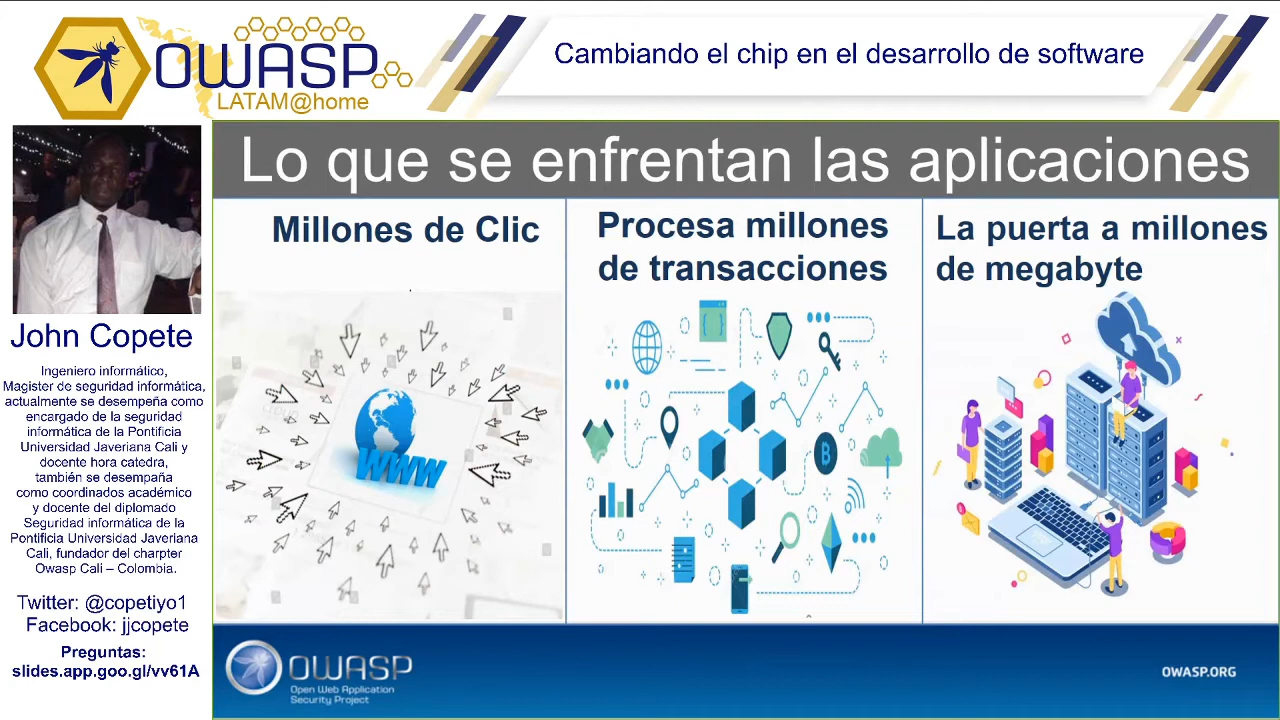 OWASP
LATAM@home
Cambiando el chip en el desarrollo de software
John Copete
Ingeniero informático,
Magister de seguridad informática,
actualmente se desempeña como
encargado de la seguridad
informática de la Pontificia
Universidad Javeriana Cali y
docente hora catedra,
también se desempaña
como coordinados académico
y docente del diplomado
Seguridad informática de la
Pontificia Universidad Javeriana
Cali, fundador del charpter
Owasp Cali – Colombia.
Twitter: @copetiyo1
Facebook: jjcopete
Preguntas:
slides.app.goo.gl/vv61A
Lo que se enfrentan las aplicaciones
Millones de Clic
WWW
Procesa millones
de transacciones
La puerta a millones
de megabyte
OWASP
Open Web Application
Security Project
OWASP.ORG